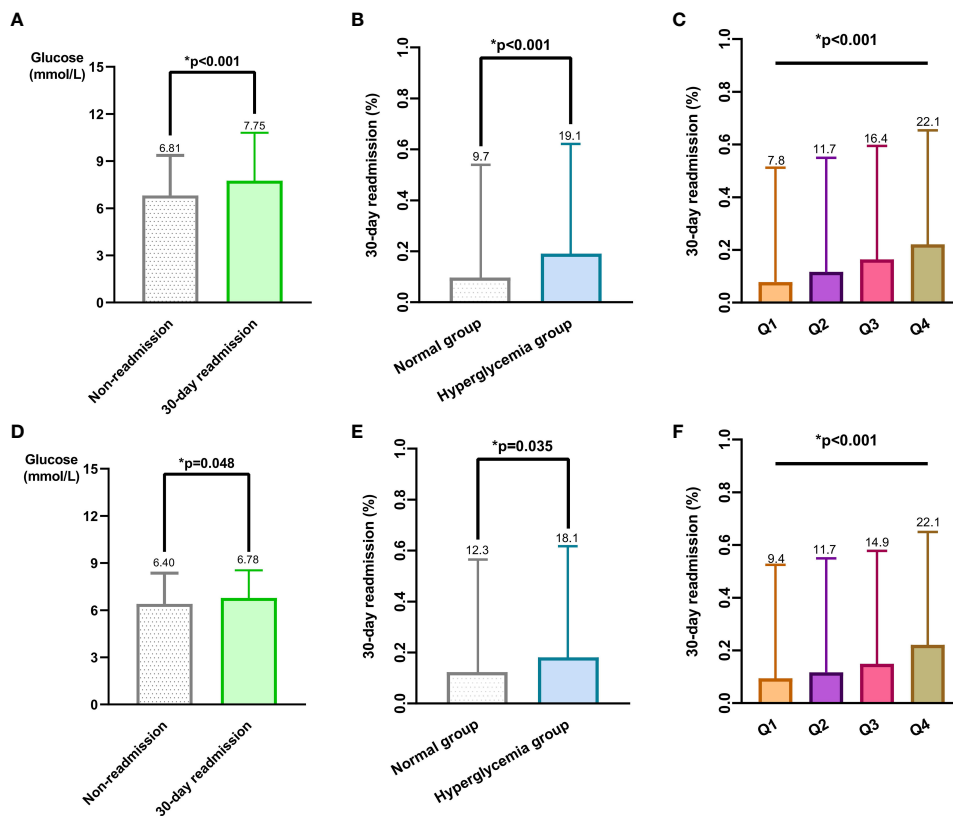 A
Glucose
(mmol/L)
*p<0.001
15
12
9
6
3
0
6.81
7.75
Non-readmission
30-day readmission
B
30-day readmission (%)
*p<0.001
1.0
0.8
0.6
0.4
0.2
0.0
9.7
19.1
Normal group
Hyperglycemia group
C
30-day readmission (%)
*p<0.001
1.0
0.8
0.6
0.4
0.2
0.0
7.8
11.7
16.4
22.1
Q1
Q2
Q3
Q4
D
Glucose
(mmol/L)
*p=0.048
15
12
9
6
3
0
6.40
6.78
Non-readmission
30-day readmission
E
30-day readmission (%)
*p=0.035
1.0
0.8
0.6
0.4
0.2
0.0
12.3
18.1
Normal group
Hyperglycemia group
F
30-day readmission (%)
*p<0.001
1.0
0.8
0.6
0.4
0.2
0.0
9.4
11.7
14.9
22.1
Q1
Q2
Q3
Q4